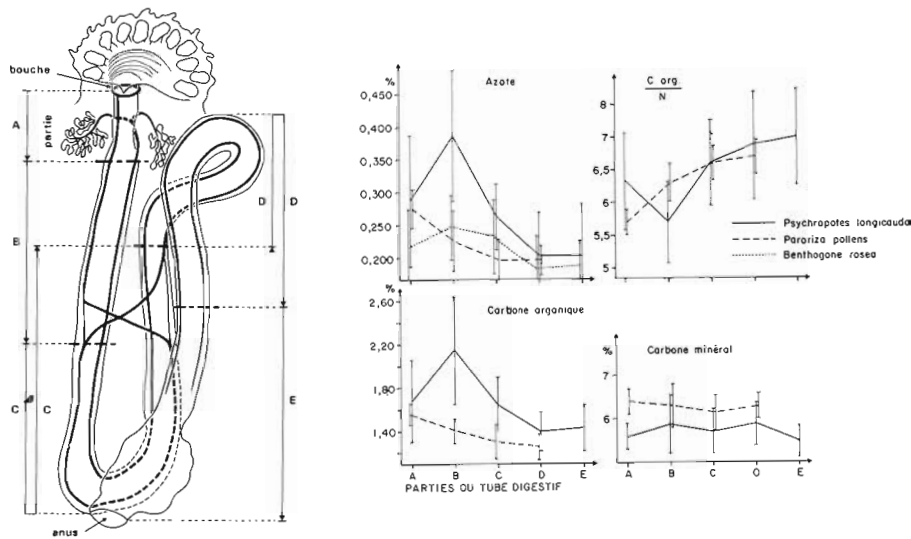 bouche
A
partie
B
C
C
D
D
E
anus
%
Azote
0,450
0,400
0,350
0,300
0,250
0,200
C org.
N
8
7
6,5
6
5,5
5
Psychropotes longicauda
Paroriza pallens
Benthogone rosea
%
Carbone organique
2,60
2,20
1,80
1,40
A B C D E
PARTIES OU TUBE DIGESTIF
%
Carbone minéral
7
6
A B C O E